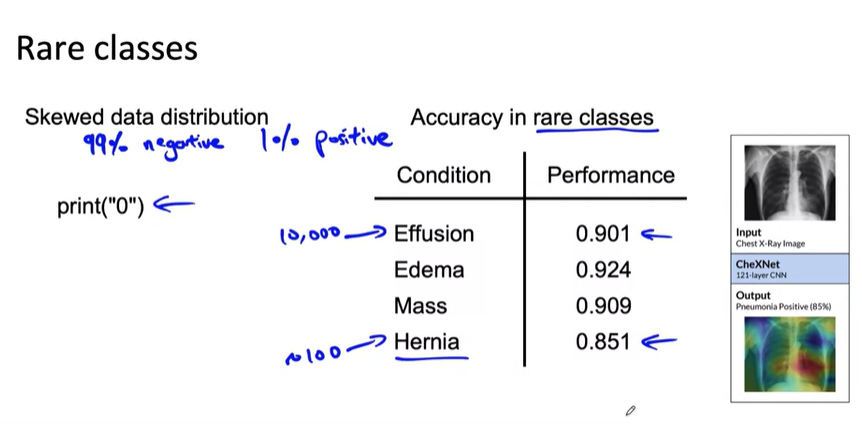 Rare classes
Skewed data distribution
99% negative 1% positive
print("0")
Accuracy in rare classes
Condition Performance
10,000 Effusion 0.901
Edema 0.924
Mass 0.909
~100 Hernia 0.851
Input
Chest X-Ray Image
CheXNet
121-layer CNN
Output
Pneumonia Positive (85%)